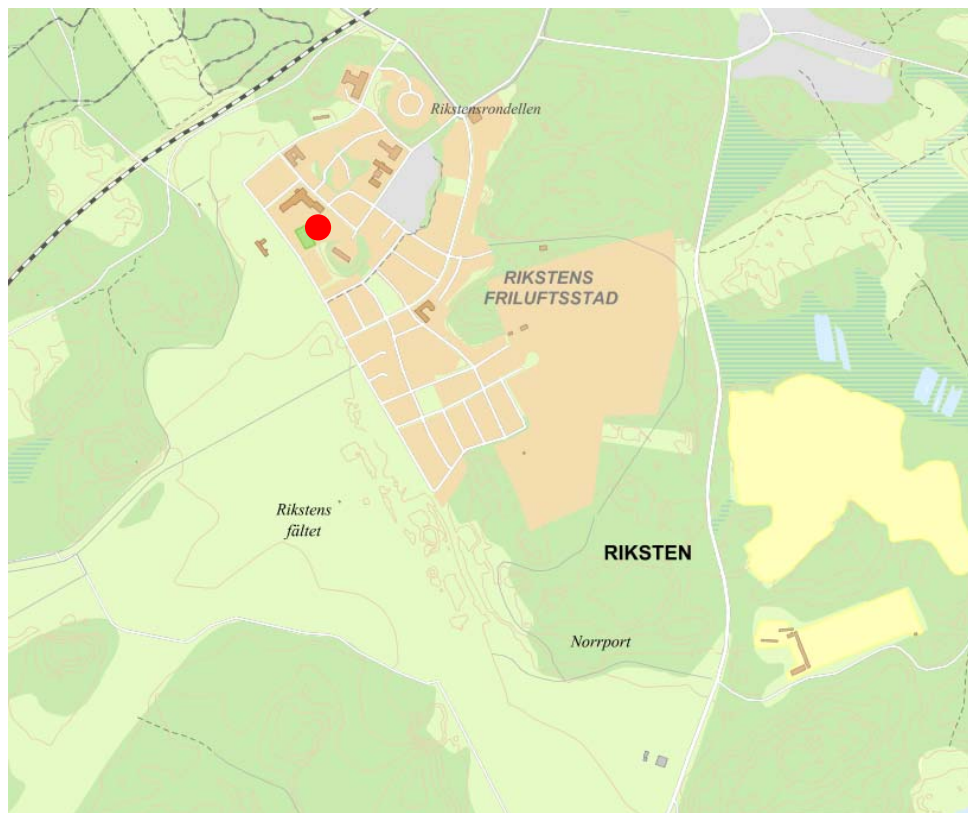 Rikstensrondellen
RIKSTENS
FRILUFTSSTAD
Rikstens
fältet
RIKSTEN
Norrport